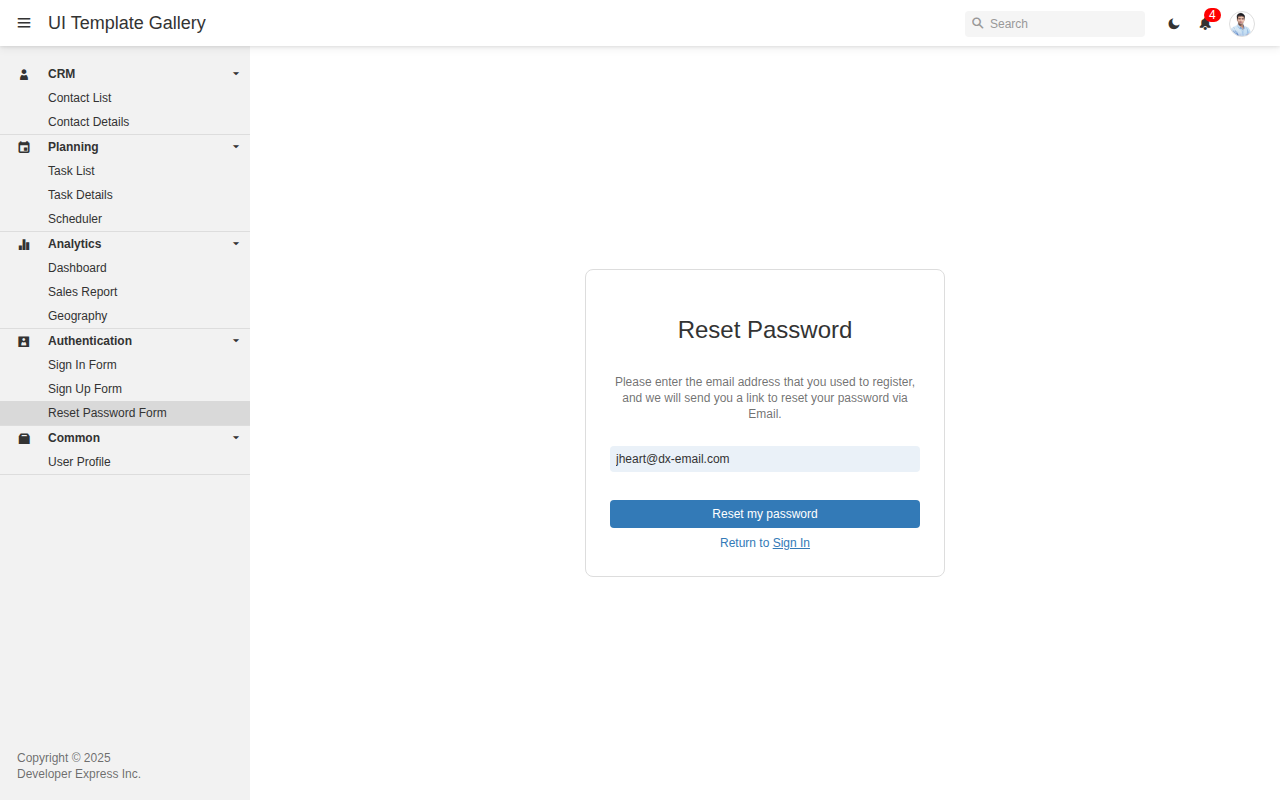 UI Template Gallery
Search
4
CRM
Contact List
Contact Details
Planning
Task List
Task Details
Scheduler
Analytics
Dashboard
Sales Report
Geography
Authentication
Sign In Form
Sign Up Form
Reset Password Form
Common
User Profile
Copyright © 2025
Developer Express Inc.
Reset Password
Please enter the email address that you used to register,
and we will send you a link to reset your password via
Email.
jheart@dx-email.com
Reset my password
Return to Sign In